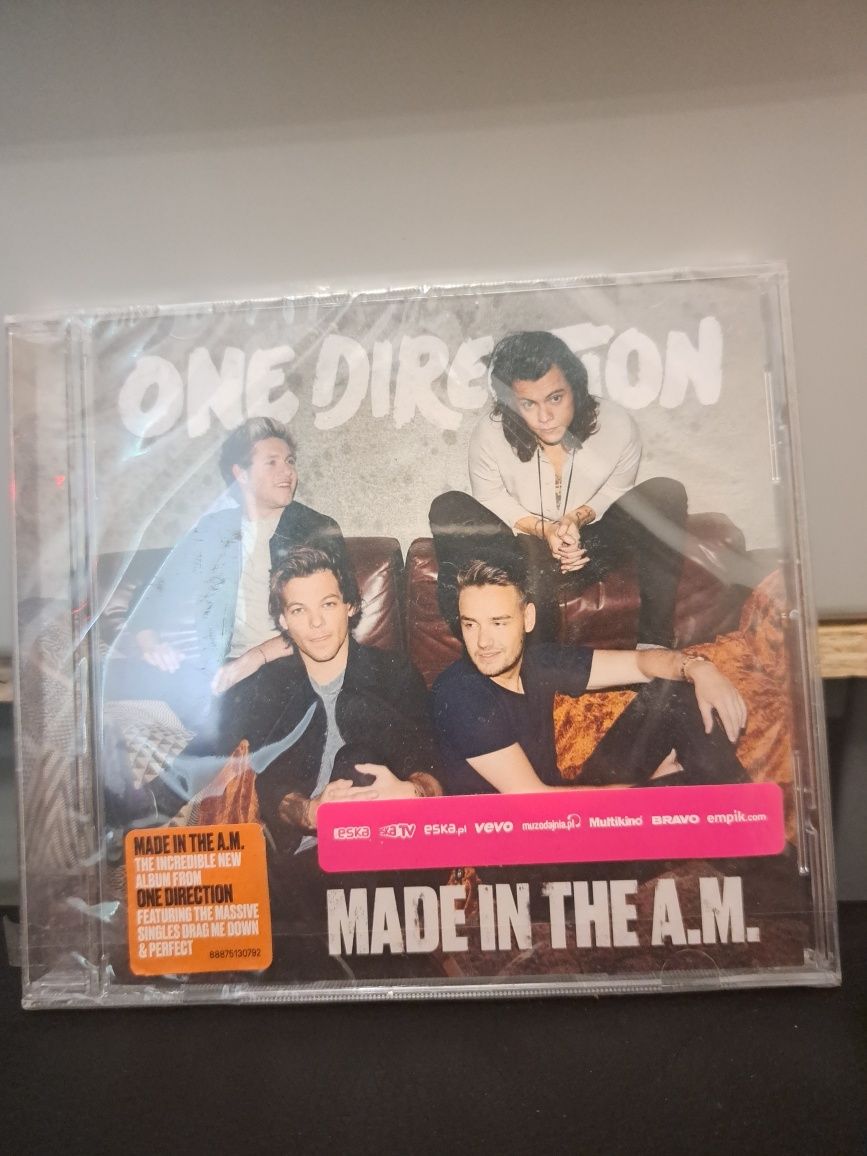 ONE DIRECTION
MADE IN THE A.M.
THE INCREDIBLE NEW
ALBUM FROM
ONE DIRECTION
FEATURING THE MASSIVE
SINGLES DRAG ME DOWN
& PERFECT
88875130792
eska eskaTV eska.pl vevo muzodajnia.pl Multikino BRAVO empik.com
MADE IN THE A.M.